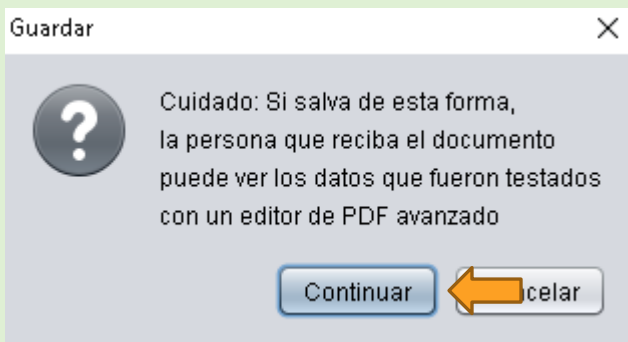 Guardar
Cuidado: Si salva de esta forma,
la persona que reciba el documento
puede ver los datos que fueron testados
con un editor de PDF avanzado
Continuar
celar